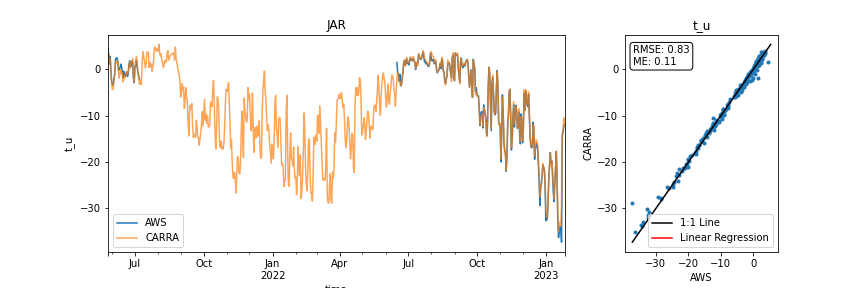 JAR
t_u
0
−10
−20
−30
t_u
AWS
CARRA
Jul
Oct
Jan
2022
Apr
Jul
Oct
Jan
2023
t_u
RMSE: 0.83
ME: 0.11
0
−10
−20
−30
CARRA
1:1 Line
Linear Regression
−30
−20
−10
0
AWS